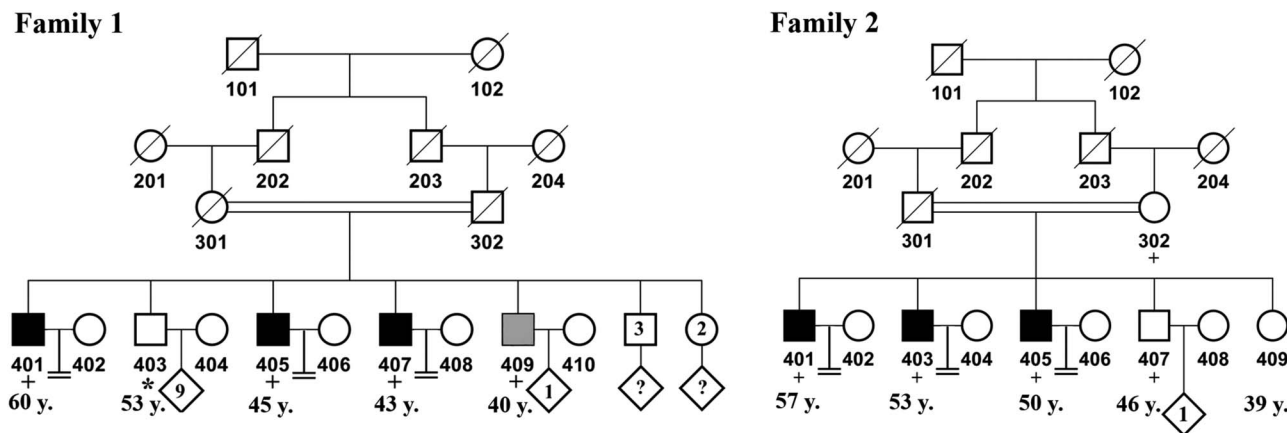 Family 1
101 102
201 202 203 204
301 302
3 2
401 402 403 404 405 406 407 408 409 410 ? ?
+ * 9 + + + 1
60 y. 53 y. 45 y. 43 y. 40 y.
Family 2
101 102
201 202 203 204
301 302
+
401 402 403 404 405 406 407 408 409
+ + + +
57 y. 53 y. 50 y. 46 y. 1 39 y.